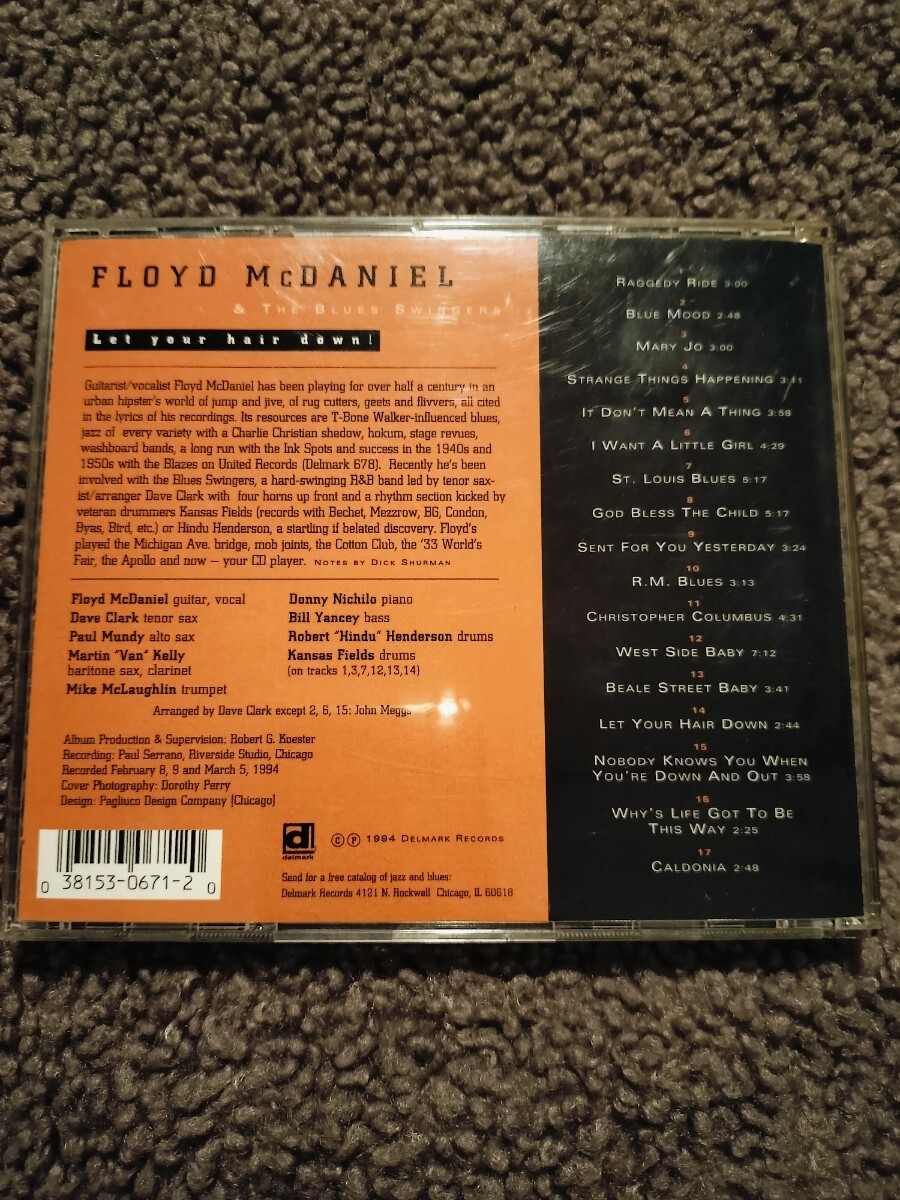 FLOYD McDANIEL
& THE BLUES SWINGERS
Let your hair down!
Guitarist/vocalist Floyd McDaniel has been playing for over half a century in an
urban hipster's world of jump and jive, of rug cutters, geets and flivvers, all cited
in the lyrics of his recordings. Its resources are T-Bone Walker-influenced blues,
jazz of every variety with a Charlie Christian shadow, hokum, stage revues,
washboard bands, a long run with the Ink Spots and success in the 1940s and
1950s with the Blazes on United Records (Delmark 678). Recently he's been
involved with the Blues Swingers, a hard-swinging R&B band led by tenor sax-
ist/arranger Dave Clark with four horns up front and a rhythm section kicked by
veteran drummers Kansas Fields (records with Bechet, Mezzrow, BG, Condon,
Byas, Bird, etc.) or Hindu Henderson, a startling if belated discovery. Floyd's
played the Michigan Ave. bridge, mob joints, the Cotton Club, the '33 World's
Fair, the Apollo and now — your CD player. NOTES BY DICK SHURMAN
Floyd McDaniel guitar, vocal
Dave Clark tenor sax
Paul Mundy alto sax
Martin "Van" Kelly
baritone sax, clarinet
Mike McLaughlin trumpet
Donny Nichilo piano
Bill Yancey bass
Robert "Hindu" Henderson drums
Kansas Fields drums
(on tracks 1,3,7,12,13,14)
Arranged by Dave Clark except 2, 6, 15: John Meggs
Album Production & Supervision: Robert G. Koester
Recording: Paul Serrano, Riverside Studio, Chicago
Recorded February 8, 9 and March 5, 1994
Cover Photography: Dorothy Perry
Design: Pagliuco Design Company (Chicago)
0 38153-0671-2 0
d
delmark
© ℗ 1994 DELMARK RECORDS
Send for a free catalog of jazz and blues:
Delmark Records 4121 N. Rockwell Chicago, IL 60618
1
RAGGEDY RIDE 3:00
2
BLUE MOOD 2:48
3
MARY JO 3:00
4
STRANGE THINGS HAPPENING 3:11
5
IT DON'T MEAN A THING 3:58
6
I WANT A LITTLE GIRL 4:29
7
ST. LOUIS BLUES 5:17
8
GOD BLESS THE CHILD 5:17
9
SENT FOR YOU YESTERDAY 3:24
10
R.M. BLUES 3:13
11
CHRISTOPHER COLUMBUS 4:31
12
WEST SIDE BABY 7:12
13
BEALE STREET BABY 3:41
14
LET YOUR HAIR DOWN 2:44
15
NOBODY KNOWS YOU WHEN
YOU'RE DOWN AND OUT 3:58
16
WHY'S LIFE GOT TO BE
THIS WAY 2:25
17
CALDONIA 2:48